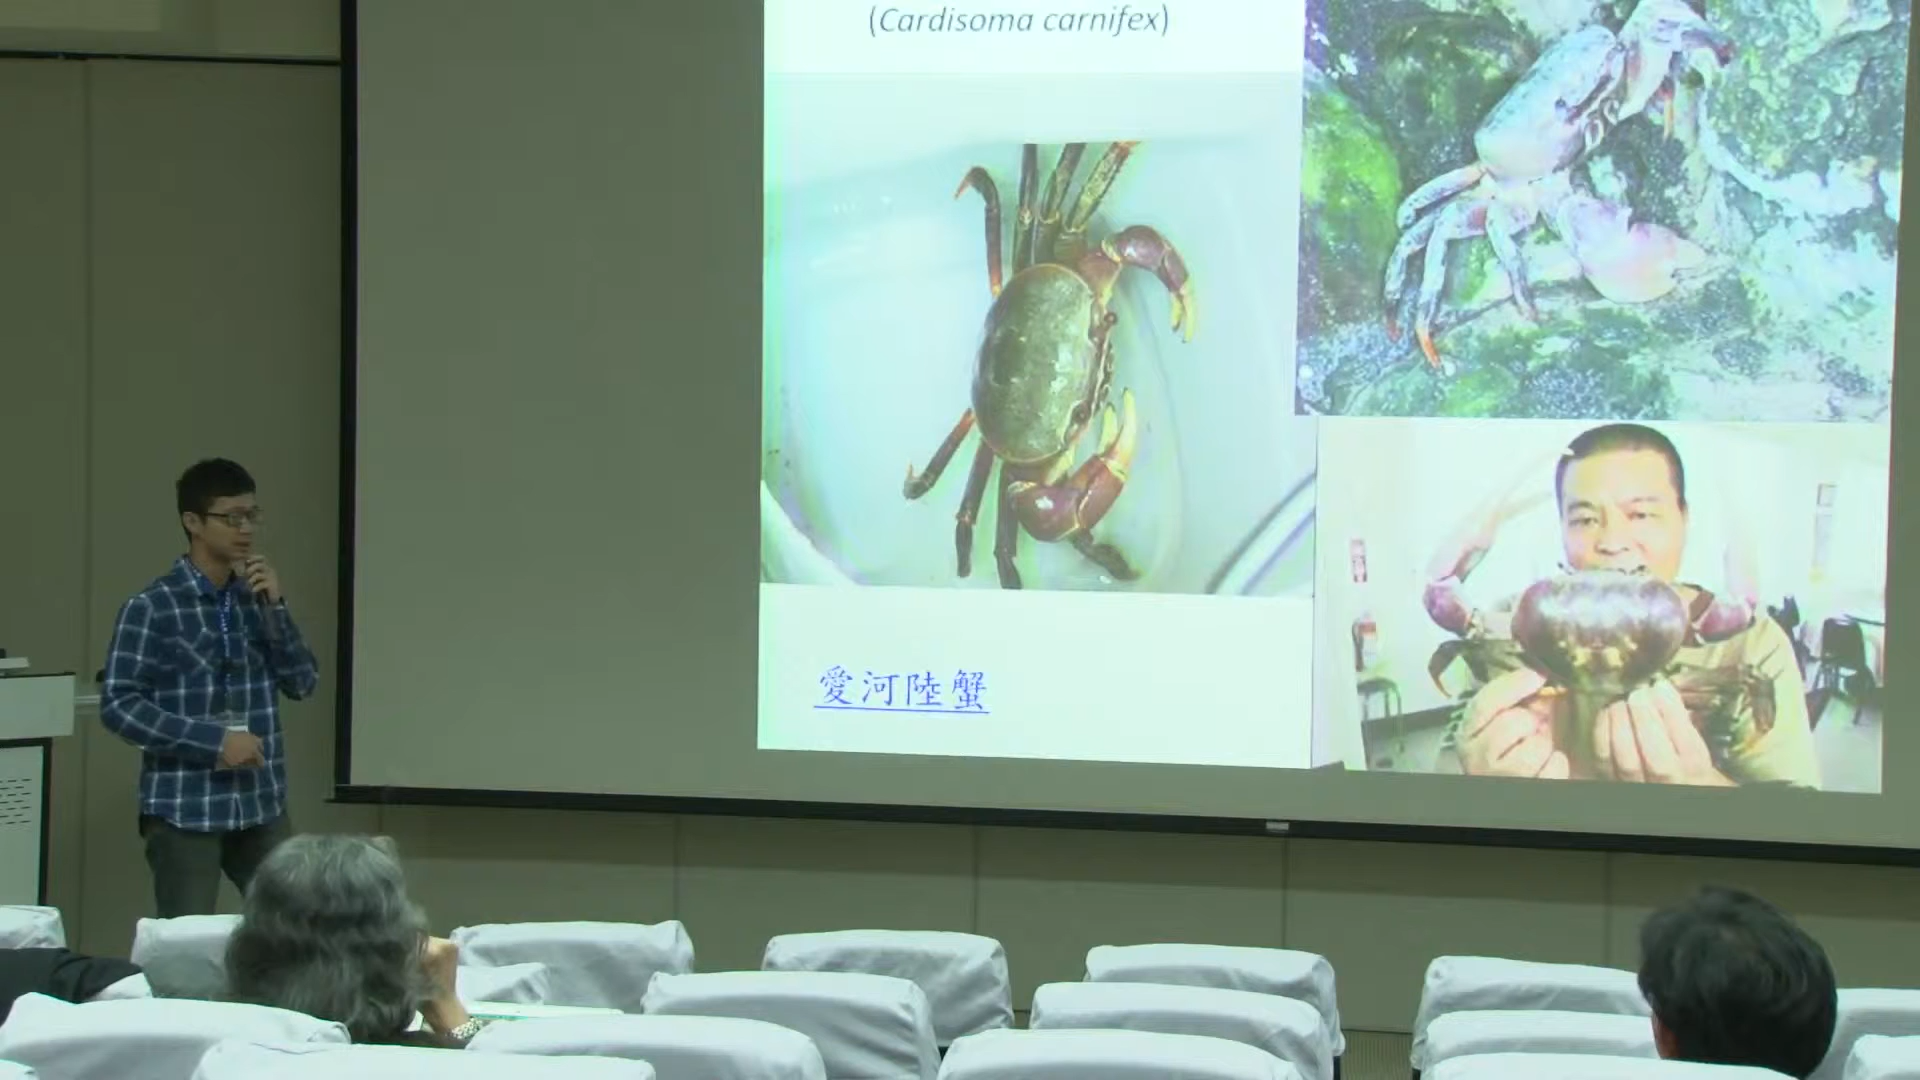 (Cardisoma carnifex)
愛河陸蟹